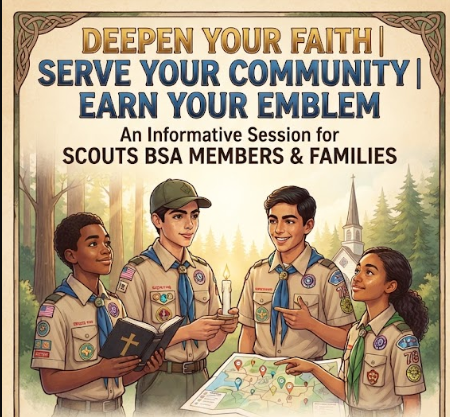 DEEPEN YOUR FAITH |
SERVE YOUR COMMUNITY |
EARN YOUR EMBLEM
An Informative Session for
SCOUTS BSA MEMBERS & FAMILIES